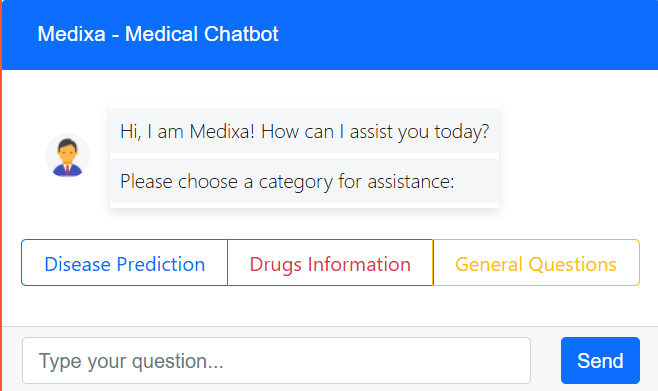 Medixa - Medical Chatbot
Hi, I am Medixa! How can I assist you today?
Please choose a category for assistance:
Disease Prediction Drugs Information General Questions
Type your question... Send